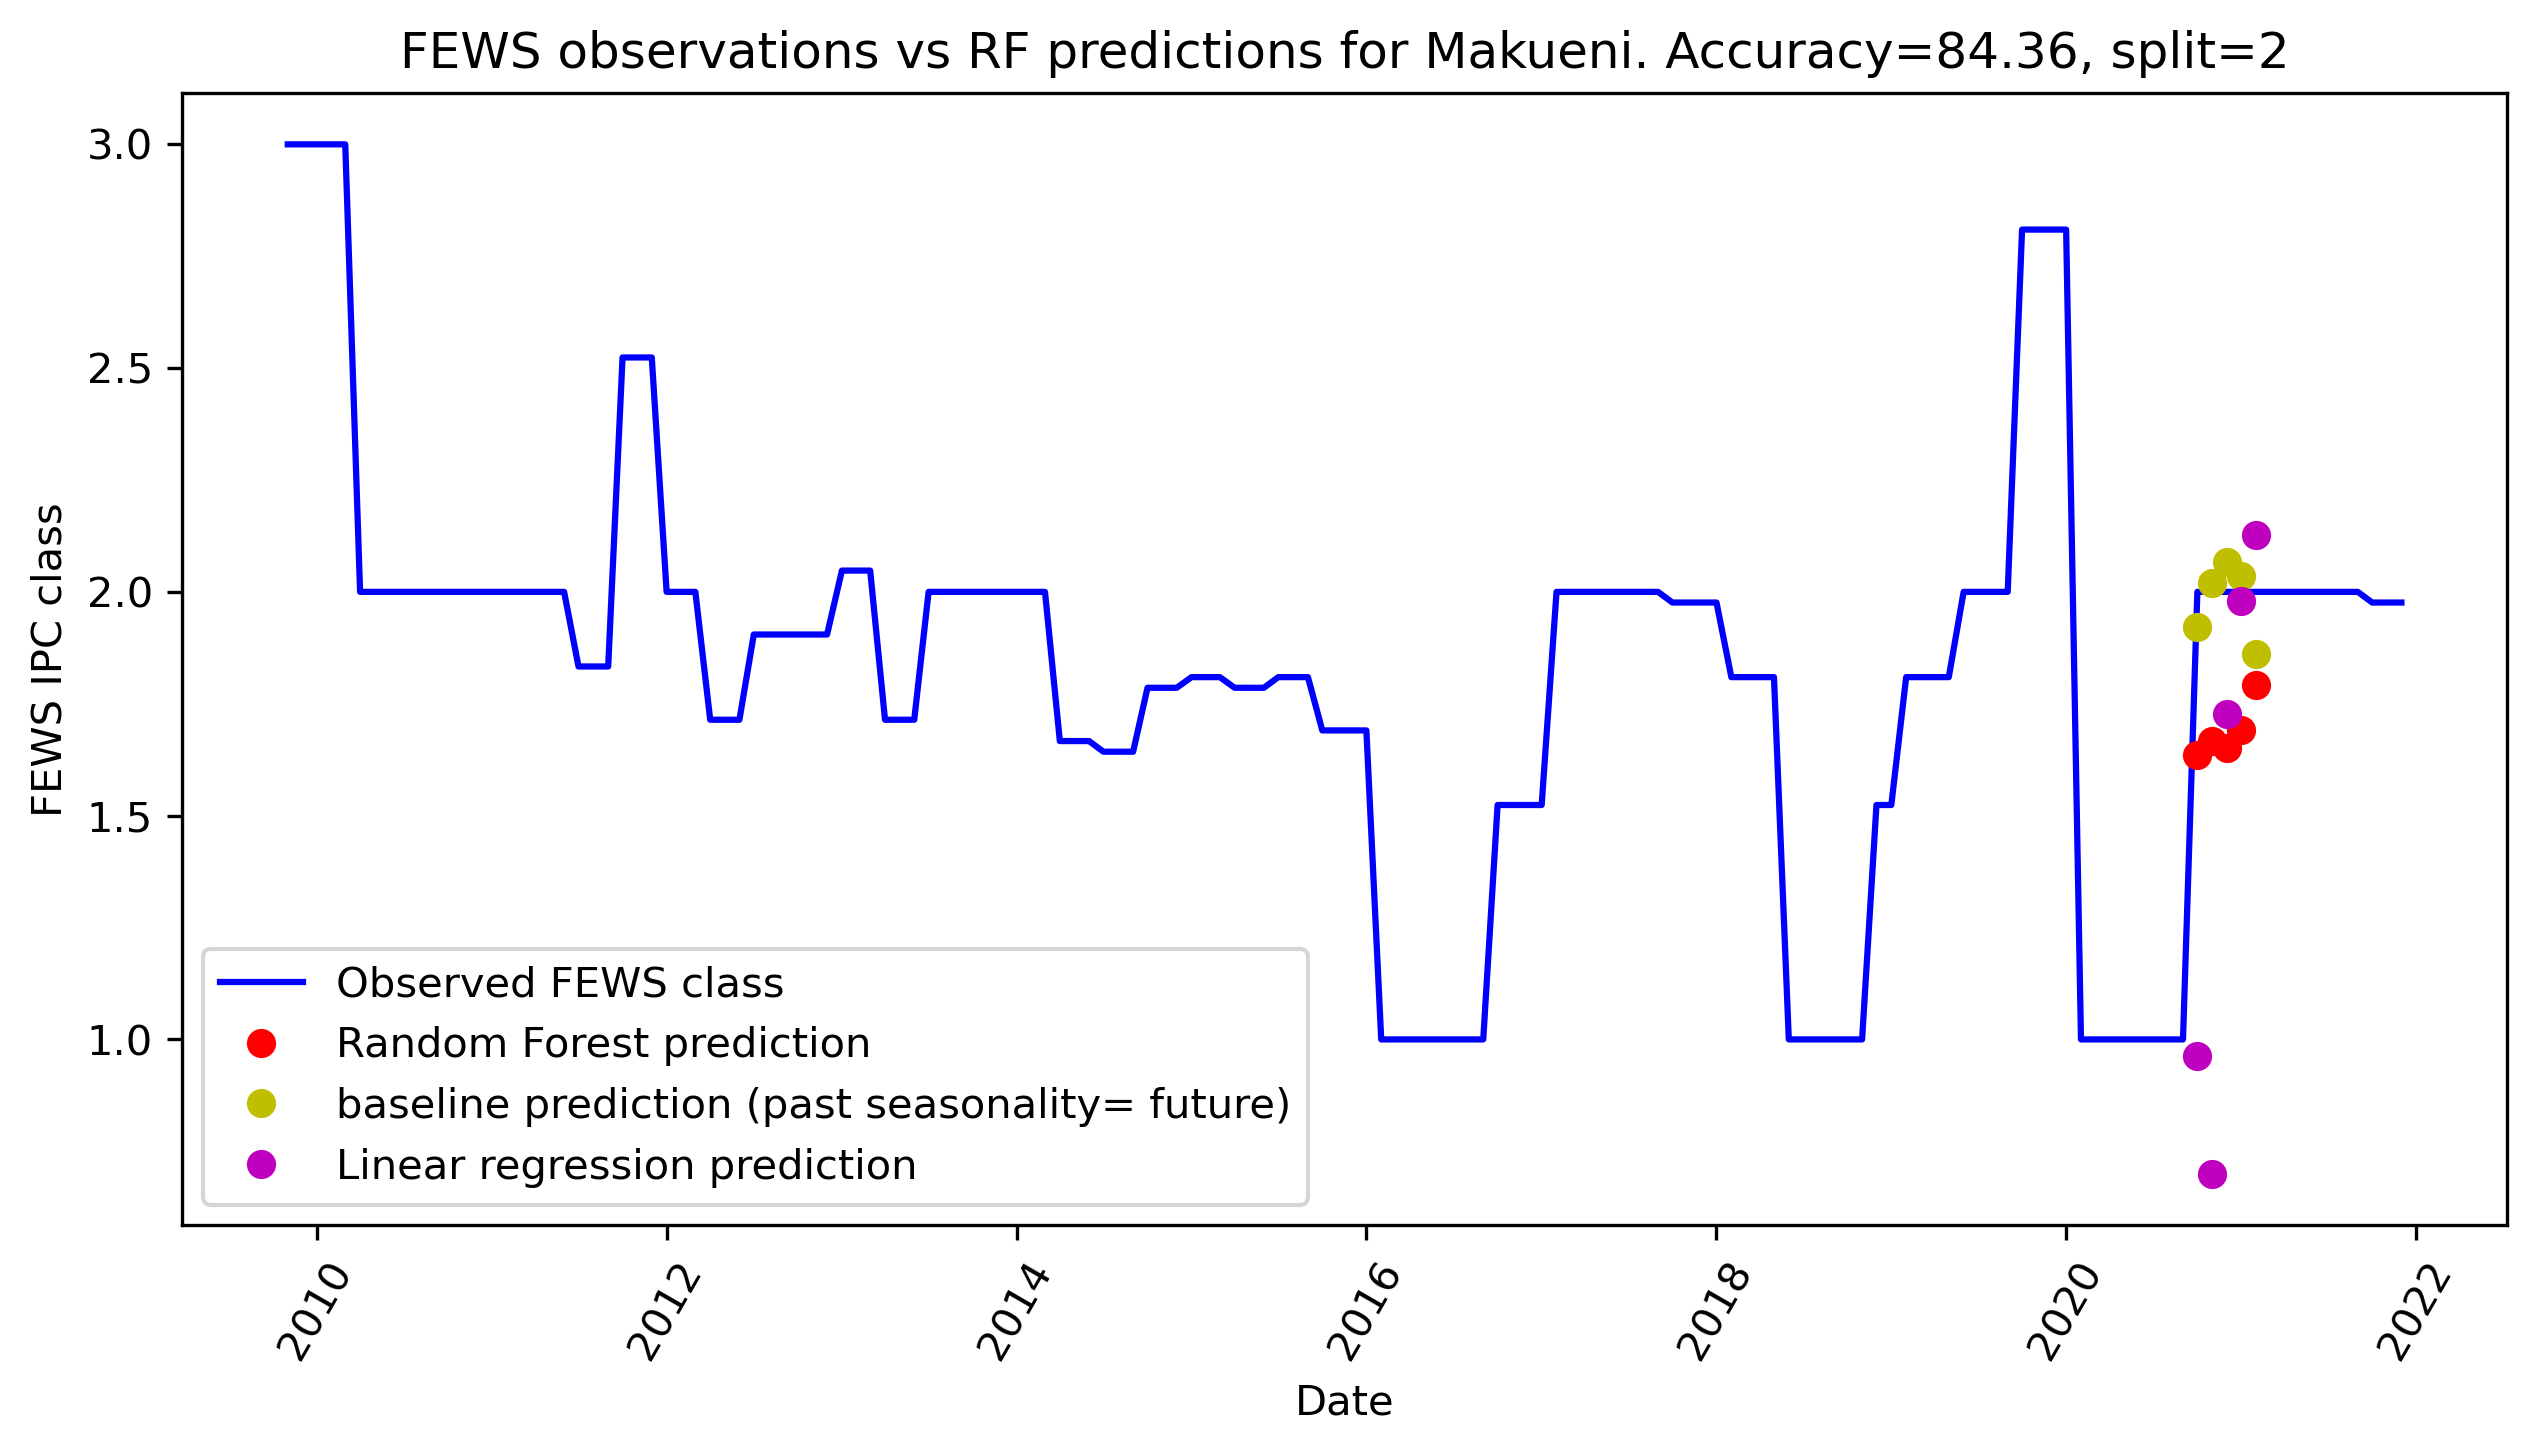 FEWS observations vs RF predictions for Makueni. Accuracy=84.36, split=2
FEWS IPC class
3.0
2.5
2.0
1.5
1.0
Observed FEWS class
Random Forest prediction
baseline prediction (past seasonality= future)
Linear regression prediction
2010
2012
2014
2016
2018
2020
2022
Date